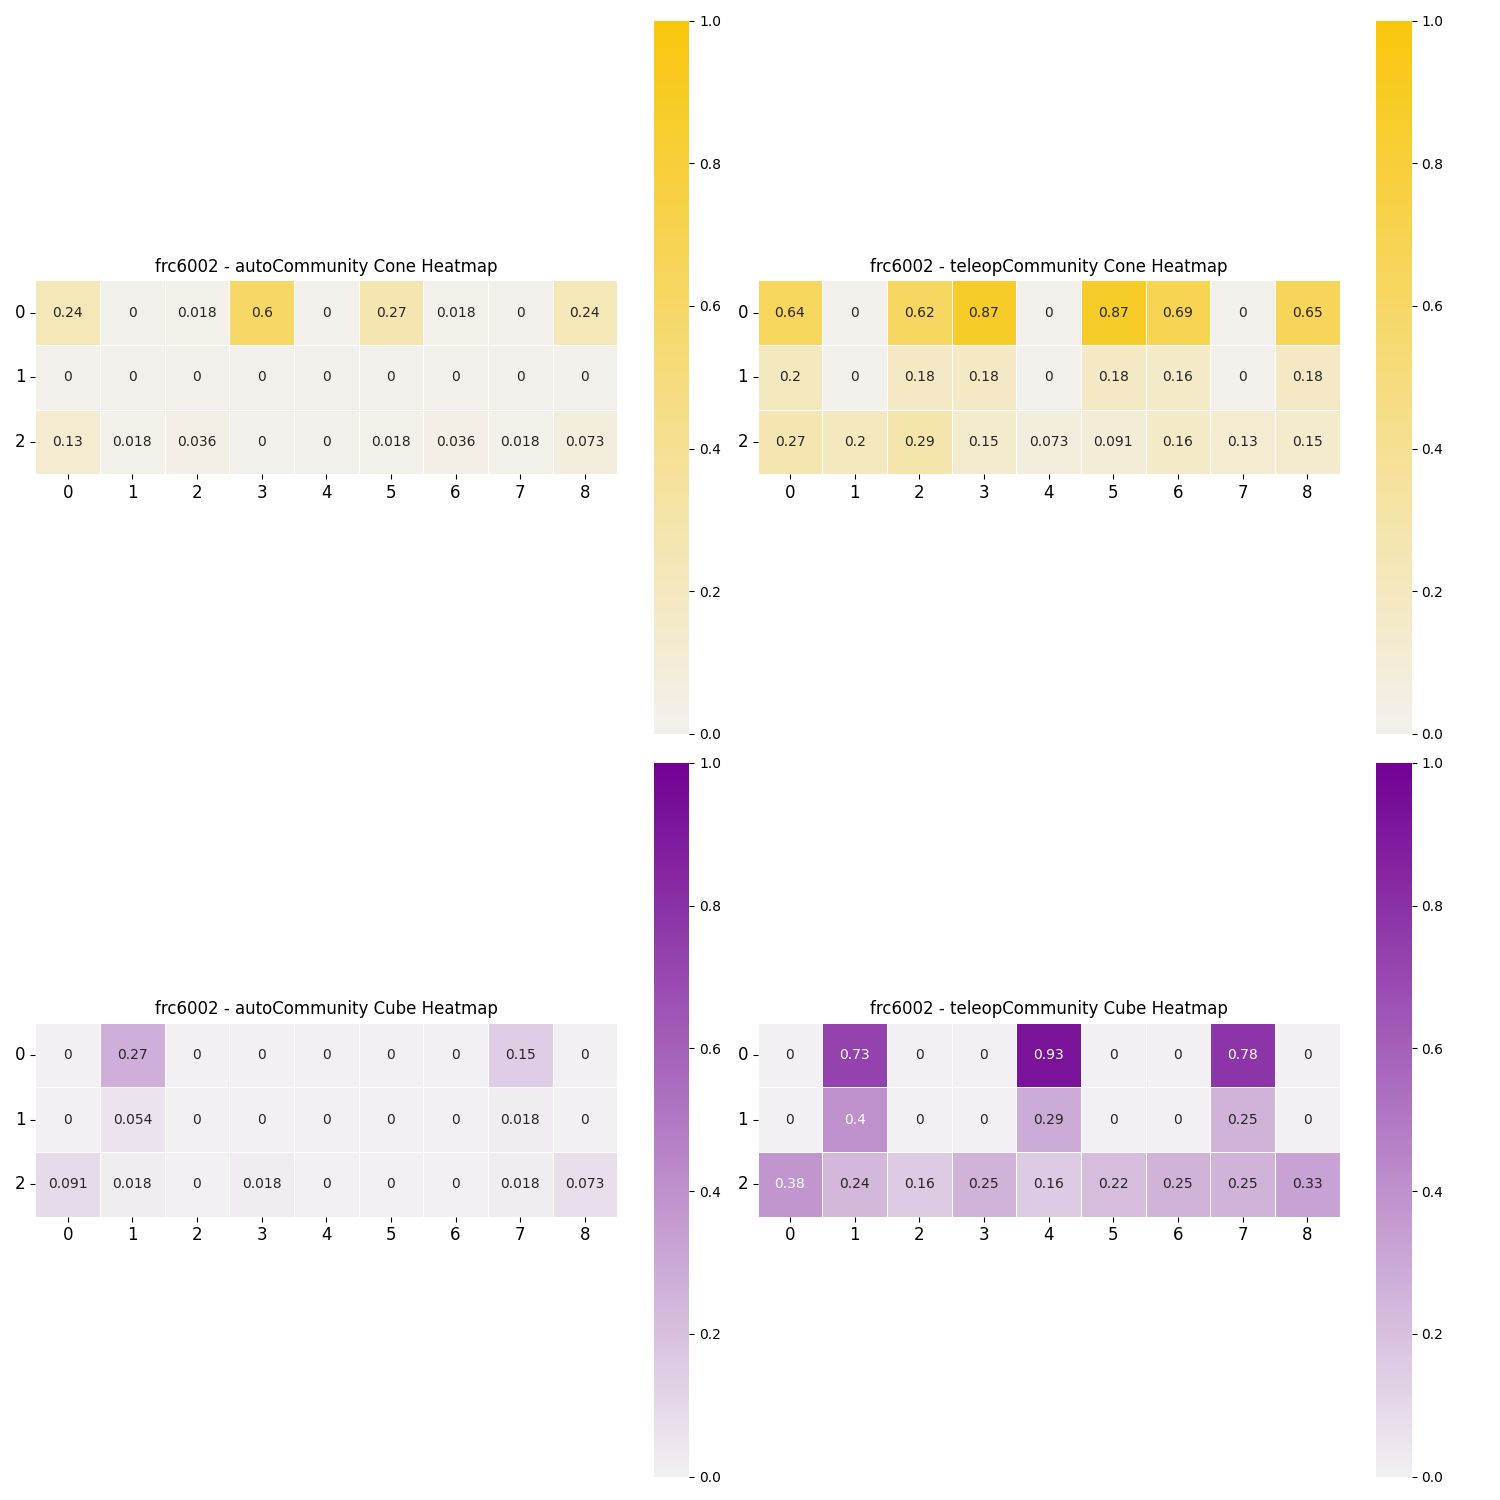 frc6002 - autoCommunity Cone Heatmap
0 0.24 0 0.018 0.6 0 0.27 0.018 0 0.24
1 0 0 0 0 0 0 0 0 0
2 0.13 0.018 0.036 0 0 0.018 0.036 0.018 0.073
0 1 2 3 4 5 6 7 8
1.0
0.8
0.6
0.4
0.2
0.0
frc6002 - teleopCommunity Cone Heatmap
0 0.64 0 0.62 0.87 0 0.87 0.69 0 0.65
1 0.2 0 0.18 0.18 0 0.18 0.16 0 0.18
2 0.27 0.2 0.29 0.15 0.073 0.091 0.16 0.13 0.15
0 1 2 3 4 5 6 7 8
1.0
0.8
0.6
0.4
0.2
0.0
frc6002 - autoCommunity Cube Heatmap
0 0 0.27 0 0 0 0 0 0.15 0
1 0 0.054 0 0 0 0 0 0.018 0
2 0.091 0.018 0 0.018 0 0 0 0.018 0.073
0 1 2 3 4 5 6 7 8
1.0
0.8
0.6
0.4
0.2
0.0
frc6002 - teleopCommunity Cube Heatmap
0 0 0.73 0 0 0.93 0 0 0.78 0
1 0 0.4 0 0 0.29 0 0 0.25 0
2 0.38 0.24 0.16 0.25 0.16 0.22 0.25 0.25 0.33
0 1 2 3 4 5 6 7 8
1.0
0.8
0.6
0.4
0.2
0.0